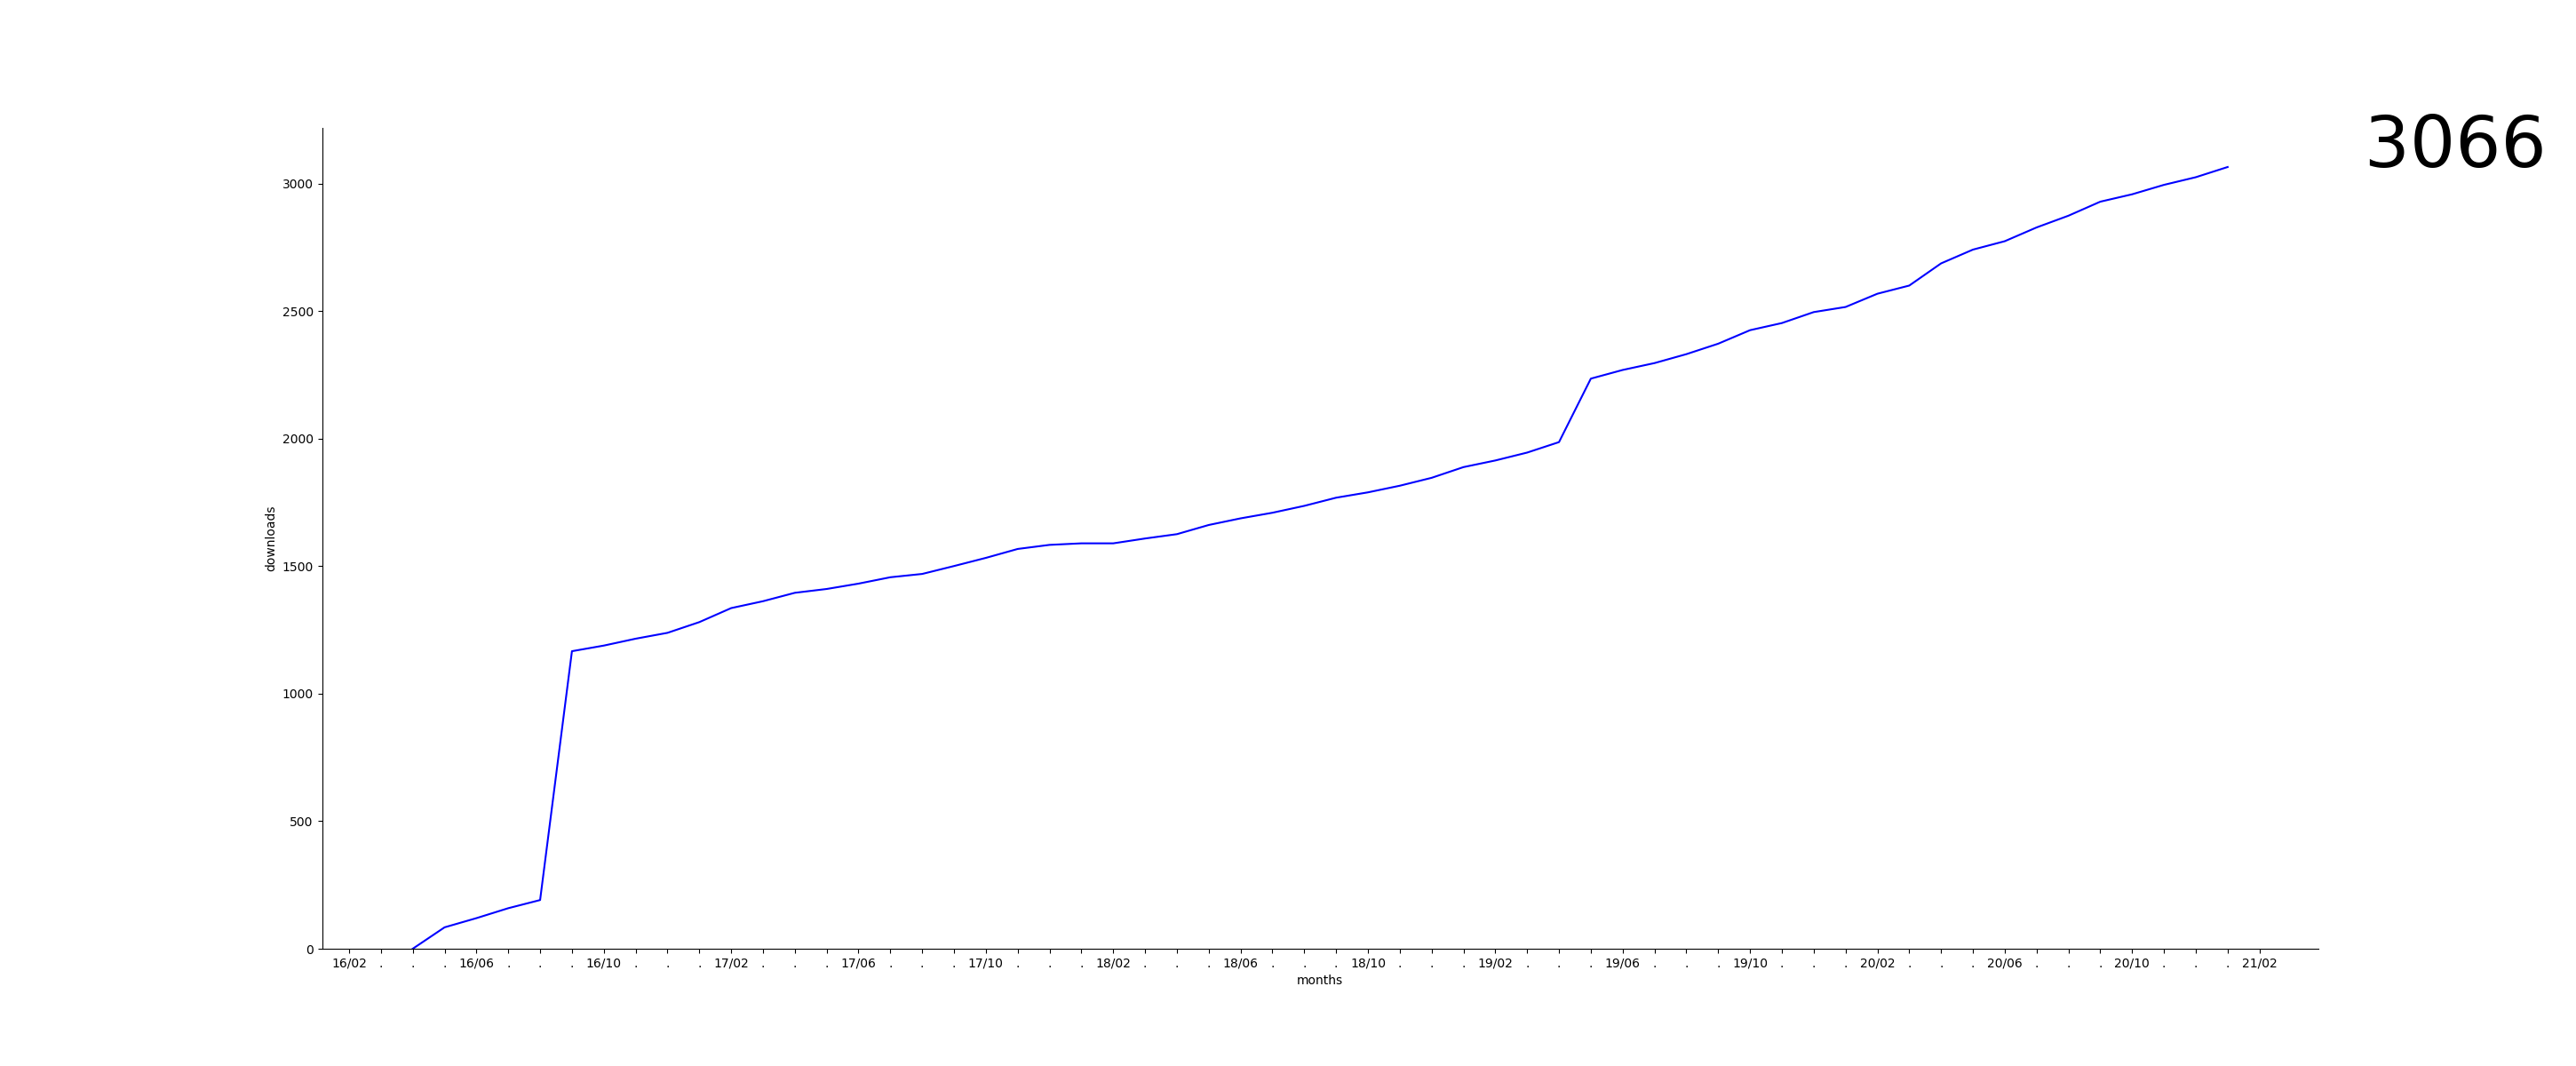 3066
3000
2500
2000
downloads
1500
1000
500
0
16/02 . . . 16/06 . . . 16/10 . . . 17/02 . . . 17/06 . . . 17/10 . . . 18/02 . . . 18/06 . . . 18/10 . . . 19/02 . . . 19/06 . . . 19/10 . . . 20/02 . . . 20/06 . . . 20/10 . . . 21/02
months